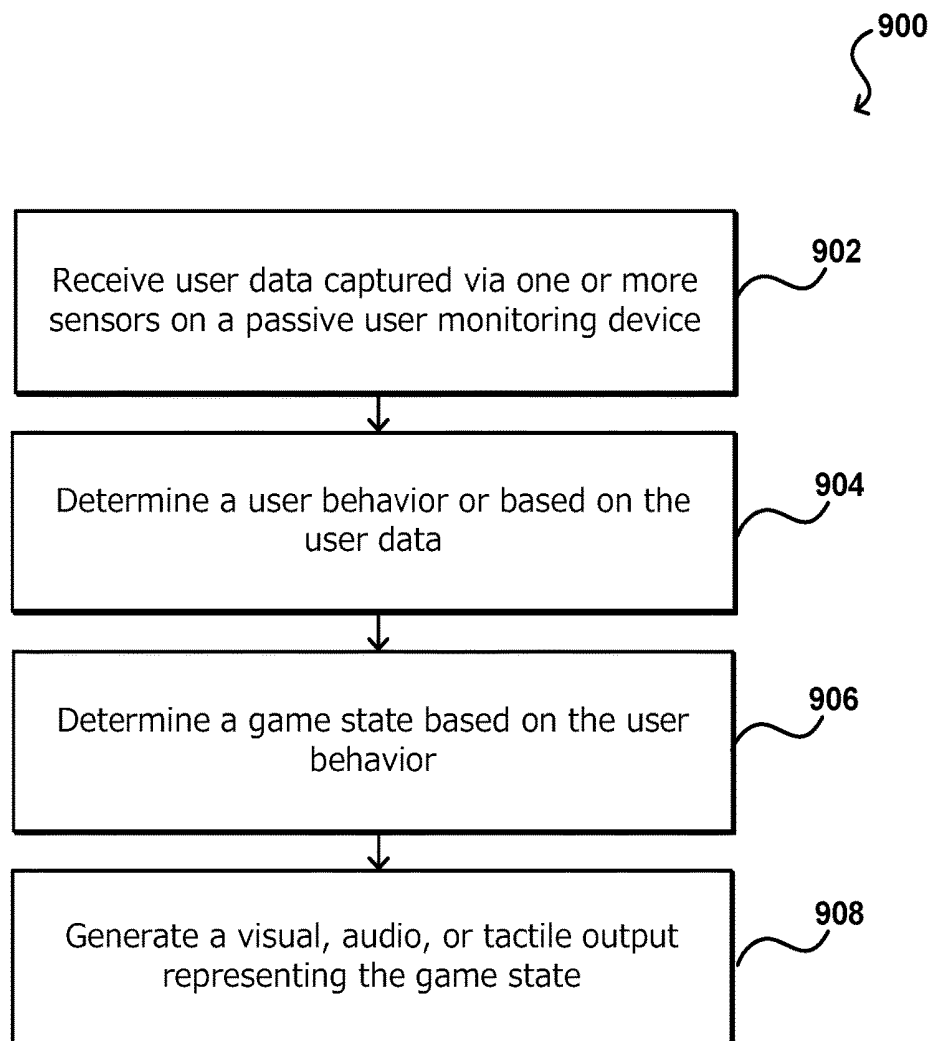 900
Receive user data captured via one or more
sensors on a passive user monitoring device
902
Determine a user behavior or based on the
user data
904
Determine a game state based on the user
behavior
906
Generate a visual, audio, or tactile output
representing the game state
908